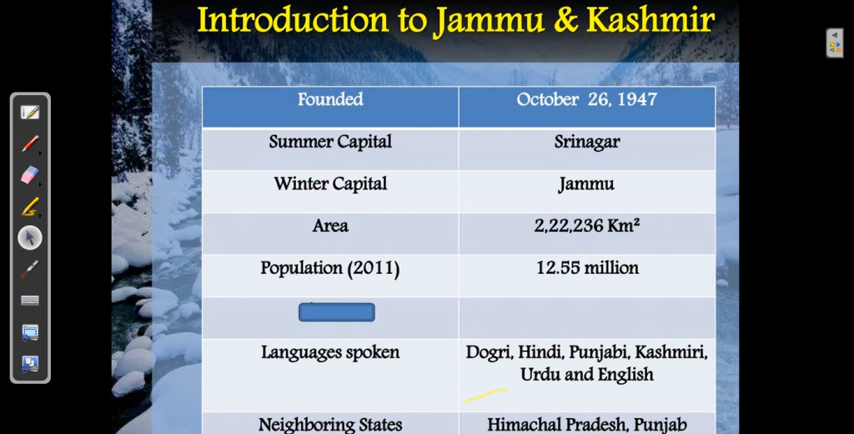 Introduction to Jammu & Kashmir
Founded October 26, 1947
Summer Capital Srinagar
Winter Capital Jammu
Area 2,22,236 Km²
Population (2011) 12.55 million
Languages spoken Dogri, Hindi, Punjabi, Kashmiri,
Urdu and English
Neighboring States Himachal Pradesh, Punjab